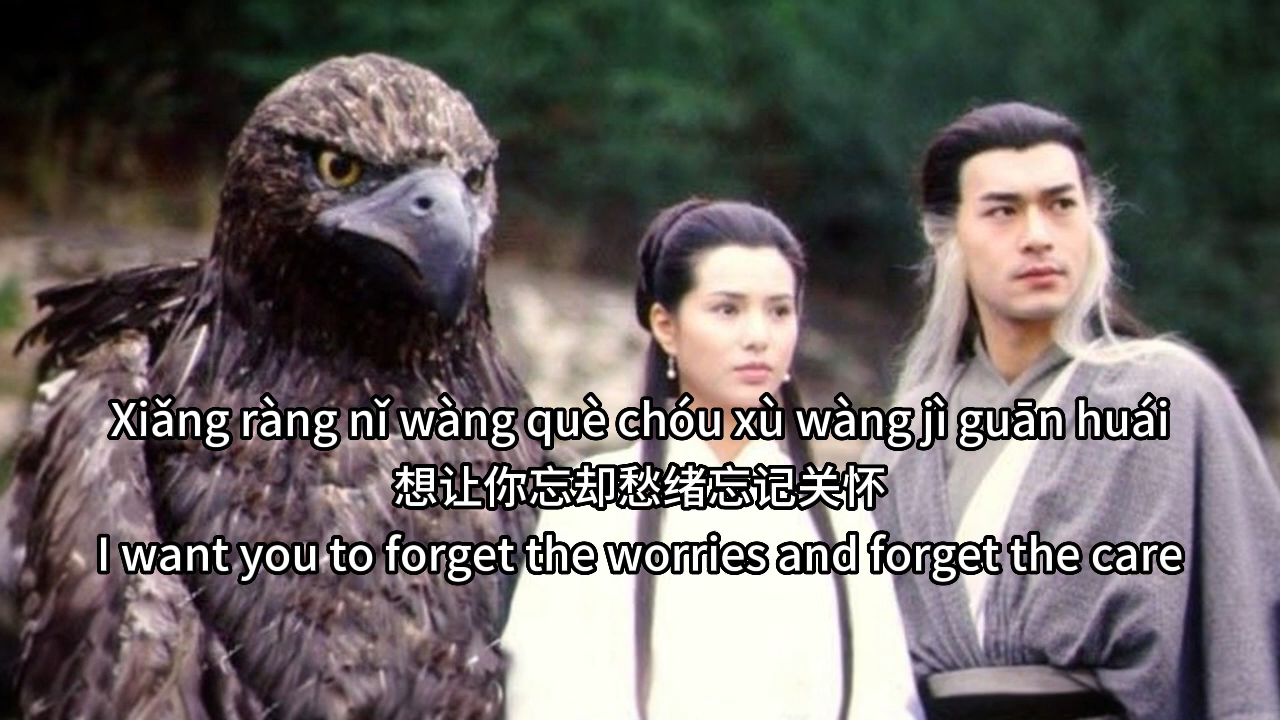 Xiǎng ràng nǐ wàng què chóu xù wàng jì guān huái
想让你忘却愁绪忘记关怀
I want you to forget the worries and forget the care